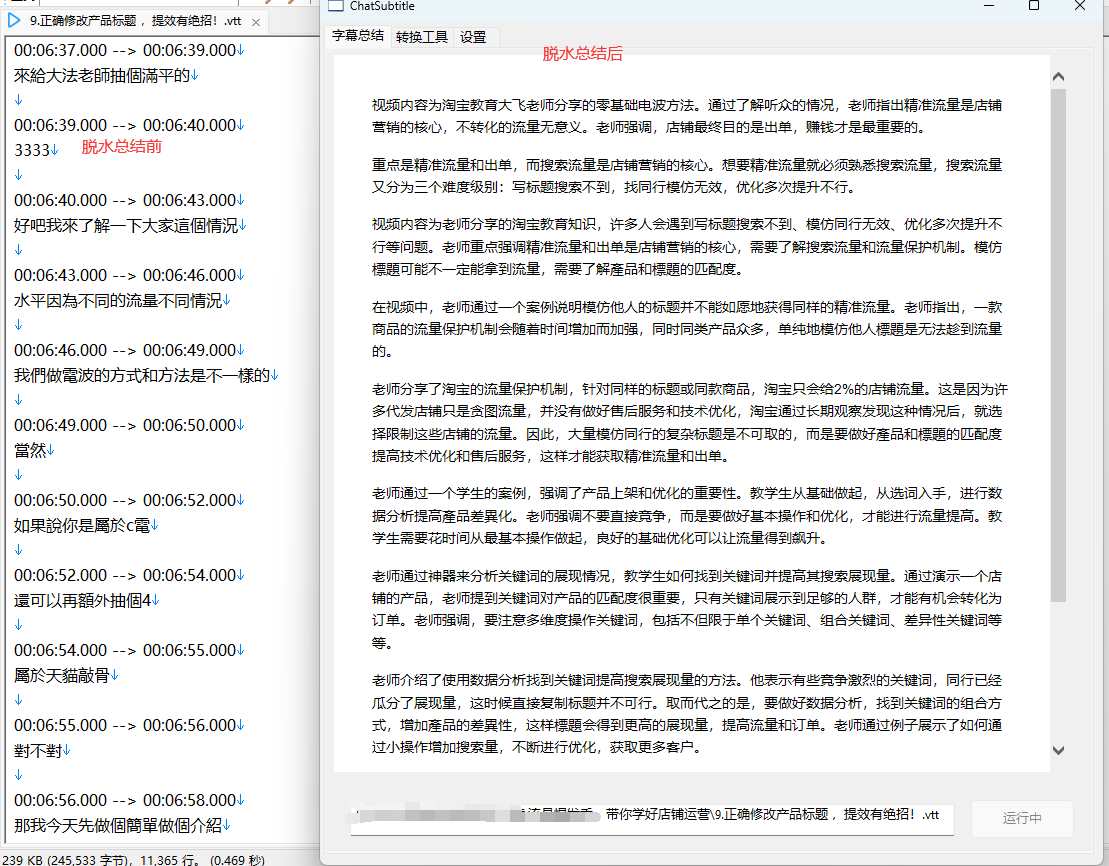 9.正确修改产品标题 ，提效有绝招！.vtt
00:06:37.000 --> 00:06:39.000↓
來給大法老師抽個滿平的↓
↓
00:06:39.000 --> 00:06:40.000↓
3333↓
脱水总结前
↓
00:06:40.000 --> 00:06:43.000↓
好吧我來了解一下大家這個情況↓
↓
00:06:43.000 --> 00:06:46.000↓
水平因為不同的流量不同情況↓
↓
00:06:46.000 --> 00:06:49.000↓
我們做電波的方式和方法是不一樣的↓
↓
00:06:49.000 --> 00:06:50.000↓
當然↓
↓
00:06:50.000 --> 00:06:52.000↓
如果說你是屬於c電↓
↓
00:06:52.000 --> 00:06:54.000↓
還可以再額外抽個4↓
↓
00:06:54.000 --> 00:06:55.000↓
屬於天貓敲骨↓
↓
00:06:55.000 --> 00:06:56.000↓
對不對↓
↓
00:06:56.000 --> 00:06:58.000↓
那我今天先做個簡單做個介紹↓
239 KB (245,533 字节)，11,365 行。 (0.469 秒)
ChatSubtitle
字幕总结 转换工具 设置
脱水总结后
视频内容为淘宝教育大飞老师分享的零基础电波方法。通过了解听众的情况，老师指出精准流量是店铺
营销的核心，不转化的流量无意义。老师强调，店铺最终目的是出单，赚钱才是最重要的。
重点是精准流量和出单，而搜索流量是店铺营销的核心。想要精准流量就必须熟悉搜索流量，搜索流量
又分为三个难度级别：写标题搜索不到，找同行模仿无效，优化多次提升不行。
视频内容为老师分享的淘宝教育知识，许多人会遇到写标题搜索不到、模仿同行无效、优化多次提升不
行等问题。老师重点强调精准流量和出单是店铺营销的核心，需要了解搜索流量和流量保护机制。模仿
標題可能不一定能拿到流量，需要了解產品和標題的匹配度。
在视频中，老师通过一个案例说明模仿他人的标题并不能如愿地获得同样的精准流量。老师指出，一款
商品的流量保护机制会随着时间增加而加强，同时同类产品众多，单纯地模仿他人標題是无法趁到流量
的。
老师分享了淘宝的流量保护机制，针对同样的标题或同款商品，淘宝只会给2%的店铺流量。这是因为许
多代发店铺只是贪图流量，并没有做好售后服务和技术优化，淘宝通过长期观察发现这种情况后，就选
择限制这些店铺的流量。因此，大量模仿同行的复杂标题是不可取的，而是要做好產品和標題的匹配度
提高技术优化和售后服务，这样才能获取精准流量和出单。
老师通过一个学生的案例，强调了产品上架和优化的重要性。教学生从基础做起，从选词入手，进行数
据分析提高產品差異化。老师强调不要直接竞争，而是要做好基本操作和优化，才能进行流量提高。教
学生需要花时间从最基本操作做起，良好的基础优化可以让流量得到飙升。
老师通过神器来分析关键词的展现情况，教学生如何找到关键词并提高其搜索展现量。通过演示一个店
铺的产品，老师提到关键词对产品的匹配度很重要，只有关键词展示到足够的人群，才能有机会转化为
订单。老师强调，要注意多维度操作关键词，包括不但限于单个关键词、组合关键词、差异性关键词等
等。
老师介绍了使用数据分析找到关键词提高搜索展现量的方法。他表示有些竞争激烈的关键词，同行已经
瓜分了展现量，这时候直接复制标题并不可行。取而代之的是，要做好数据分析，找到关键词的组合方
式，增加產品的差異性，这样標題会得到更高的展现量，提高流量和订单。老师通过例子展示了如何通
过小操作增加搜索量，不断进行优化，获取更多客户。
带你学好店铺运营\9.正确修改产品标题 ，提效有绝招！.vtt
运行中